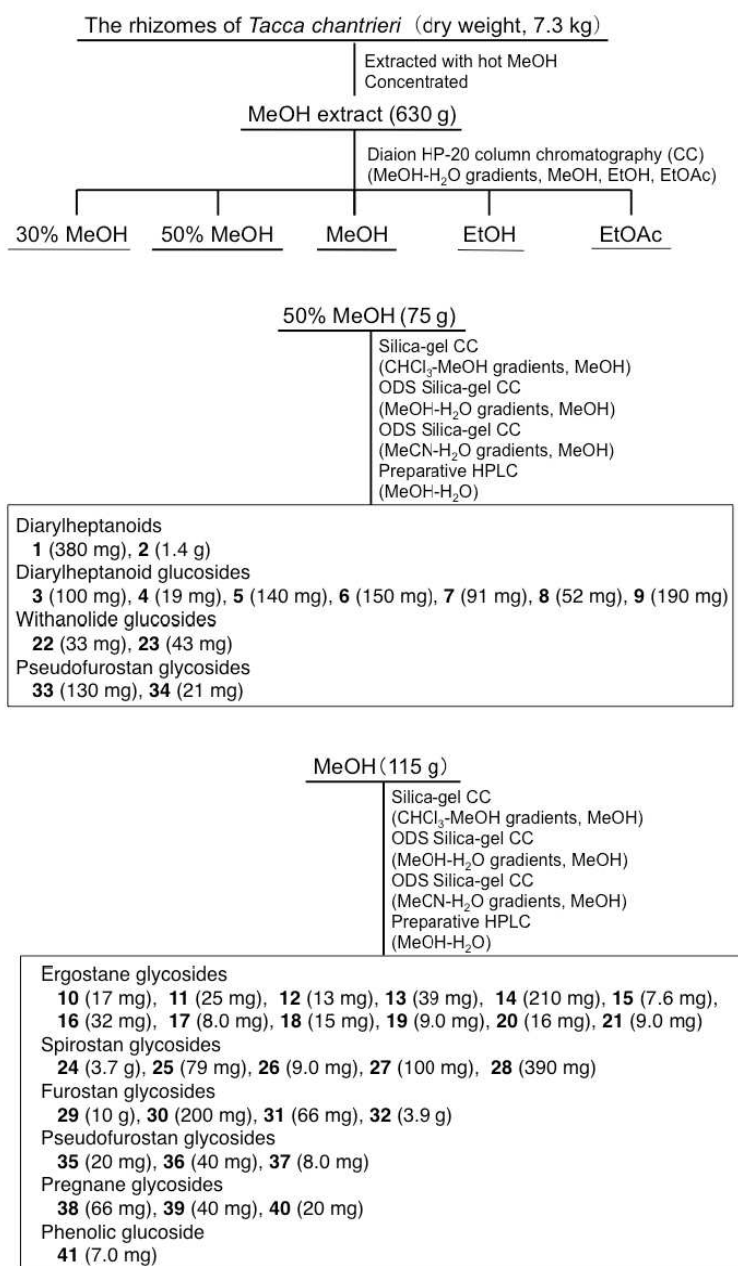 The rhizomes of Tacca chantrieri (dry weight, 7.3 kg)
Extracted with hot MeOH
Concentrated
MeOH extract (630 g)
Diaion HP-20 column chromatography (CC)
(MeOH-H₂O gradients, MeOH, EtOH, EtOAc)
30% MeOH 50% MeOH MeOH EtOH EtOAc
50% MeOH (75 g)
Silica-gel CC
(CHCl₃-MeOH gradients, MeOH)
ODS Silica-gel CC
(MeOH-H₂O gradients, MeOH)
ODS Silica-gel CC
(MeCN-H₂O gradients, MeOH)
Preparative HPLC
(MeOH-H₂O)
Diarylheptanoids
1 (380 mg), 2 (1.4 g)
Diarylheptanoid glucosides
3 (100 mg), 4 (19 mg), 5 (140 mg), 6 (150 mg), 7 (91 mg), 8 (52 mg), 9 (190 mg)
Withanolide glucosides
22 (33 mg), 23 (43 mg)
Pseudofurostan glycosides
33 (130 mg), 34 (21 mg)
MeOH (115 g)
Silica-gel CC
(CHCl₃-MeOH gradients, MeOH)
ODS Silica-gel CC
(MeOH-H₂O gradients, MeOH)
ODS Silica-gel CC
(MeCN-H₂O gradients, MeOH)
Preparative HPLC
(MeOH-H₂O)
Ergostane glycosides
10 (17 mg), 11 (25 mg), 12 (13 mg), 13 (39 mg), 14 (210 mg), 15 (7.6 mg),
16 (32 mg), 17 (8.0 mg), 18 (15 mg), 19 (9.0 mg), 20 (16 mg), 21 (9.0 mg)
Spirostan glycosides
24 (3.7 g), 25 (79 mg), 26 (9.0 mg), 27 (100 mg), 28 (390 mg)
Furostan glycosides
29 (10 g), 30 (200 mg), 31 (66 mg), 32 (3.9 g)
Pseudofurostan glycosides
35 (20 mg), 36 (40 mg), 37 (8.0 mg)
Pregnane glycosides
38 (66 mg), 39 (40 mg), 40 (20 mg)
Phenolic glucoside
41 (7.0 mg)